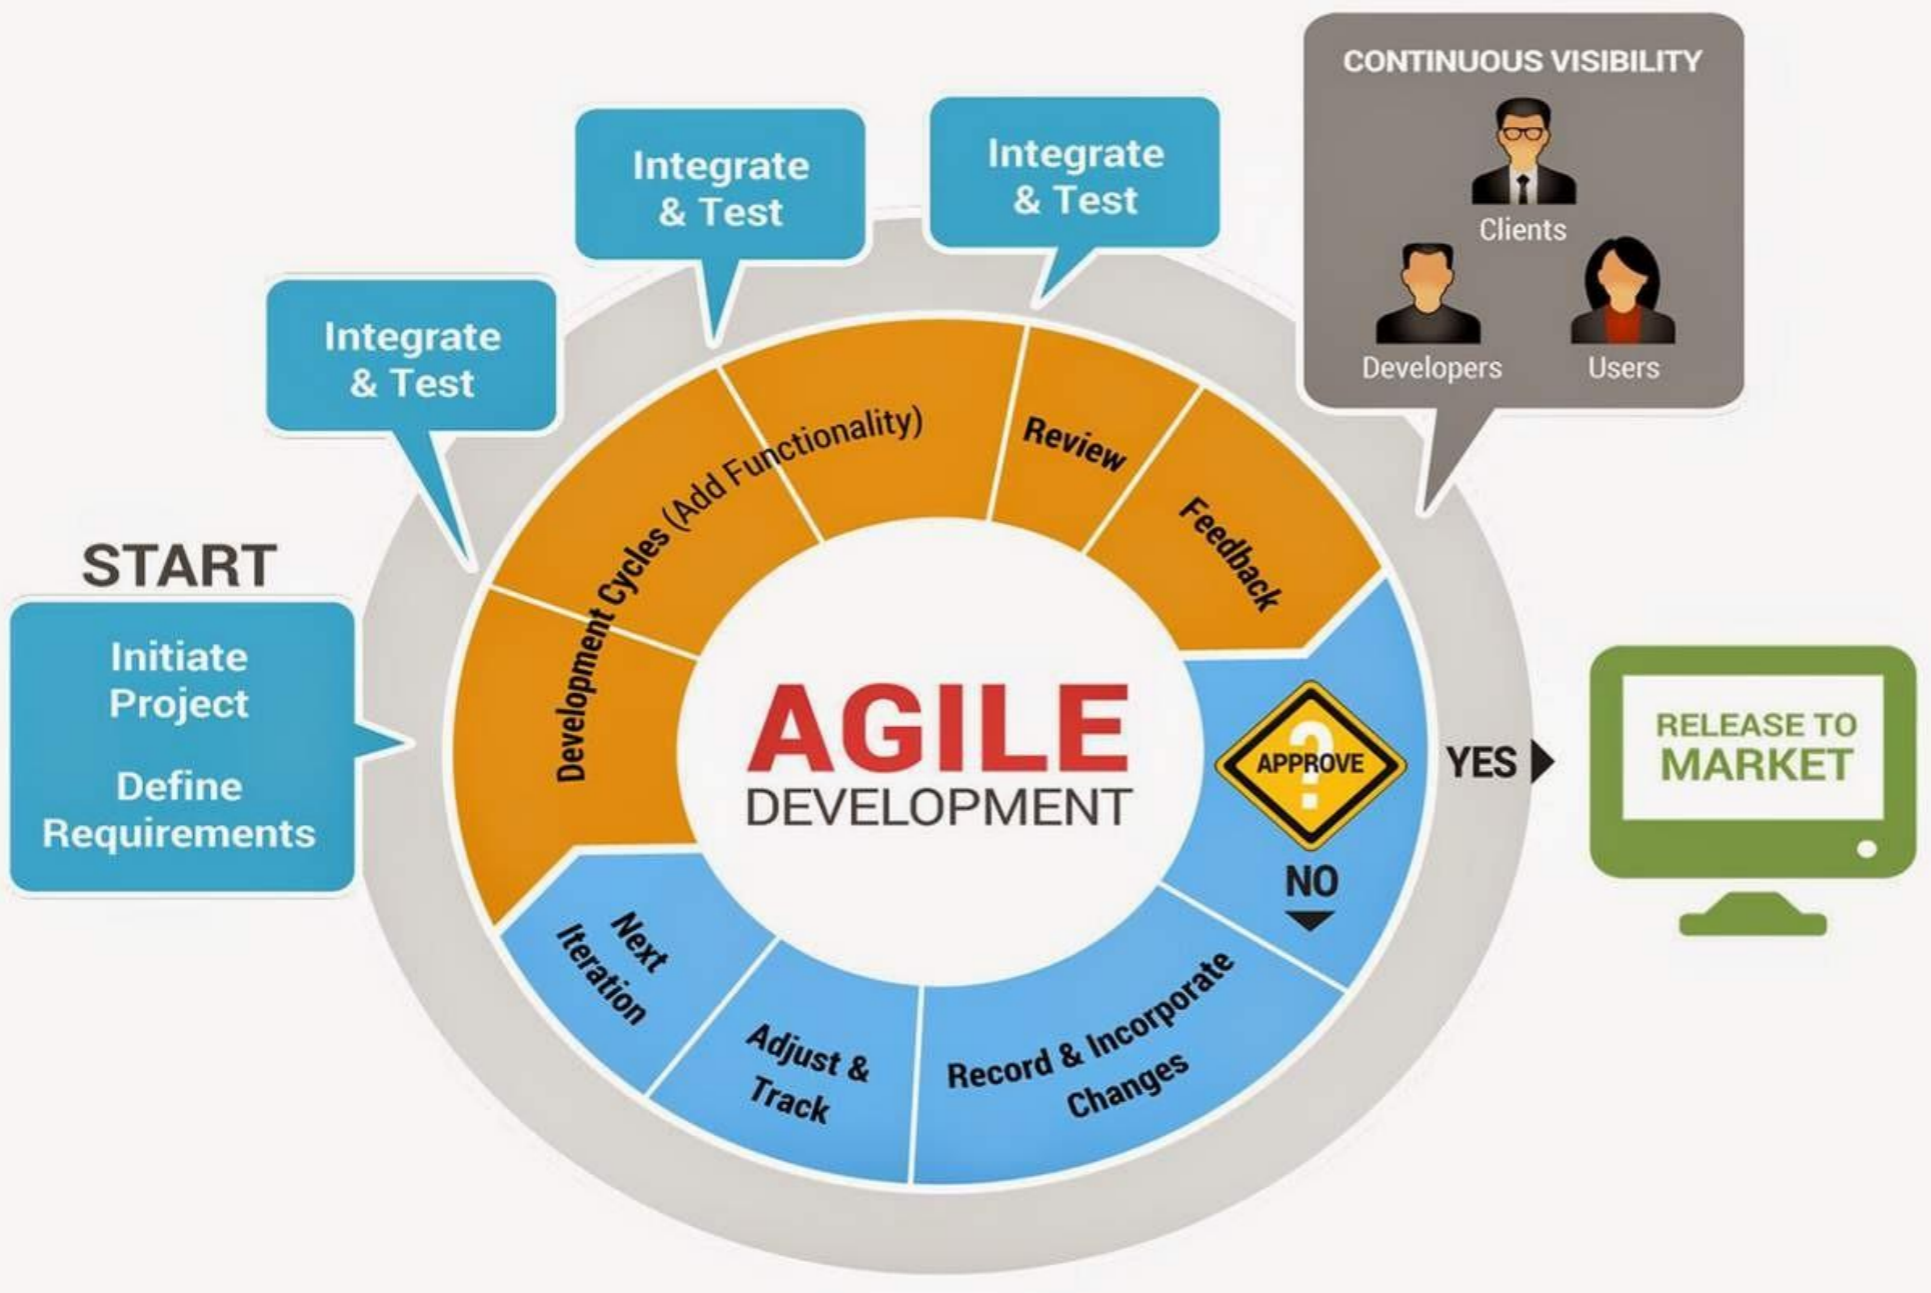 START
Initiate
Project
Define
Requirements
Integrate
& Test
Integrate
& Test
Integrate
& Test
CONTINUOUS VISIBILITY
Clients
Developers
Users
Development Cycles (Add Functionality)
Review
Feedback
?
APPROVE
YES
NO
RELEASE TO
MARKET
Record & Incorporate
Changes
Adjust &
Track
Next
Iteration
AGILE
DEVELOPMENT